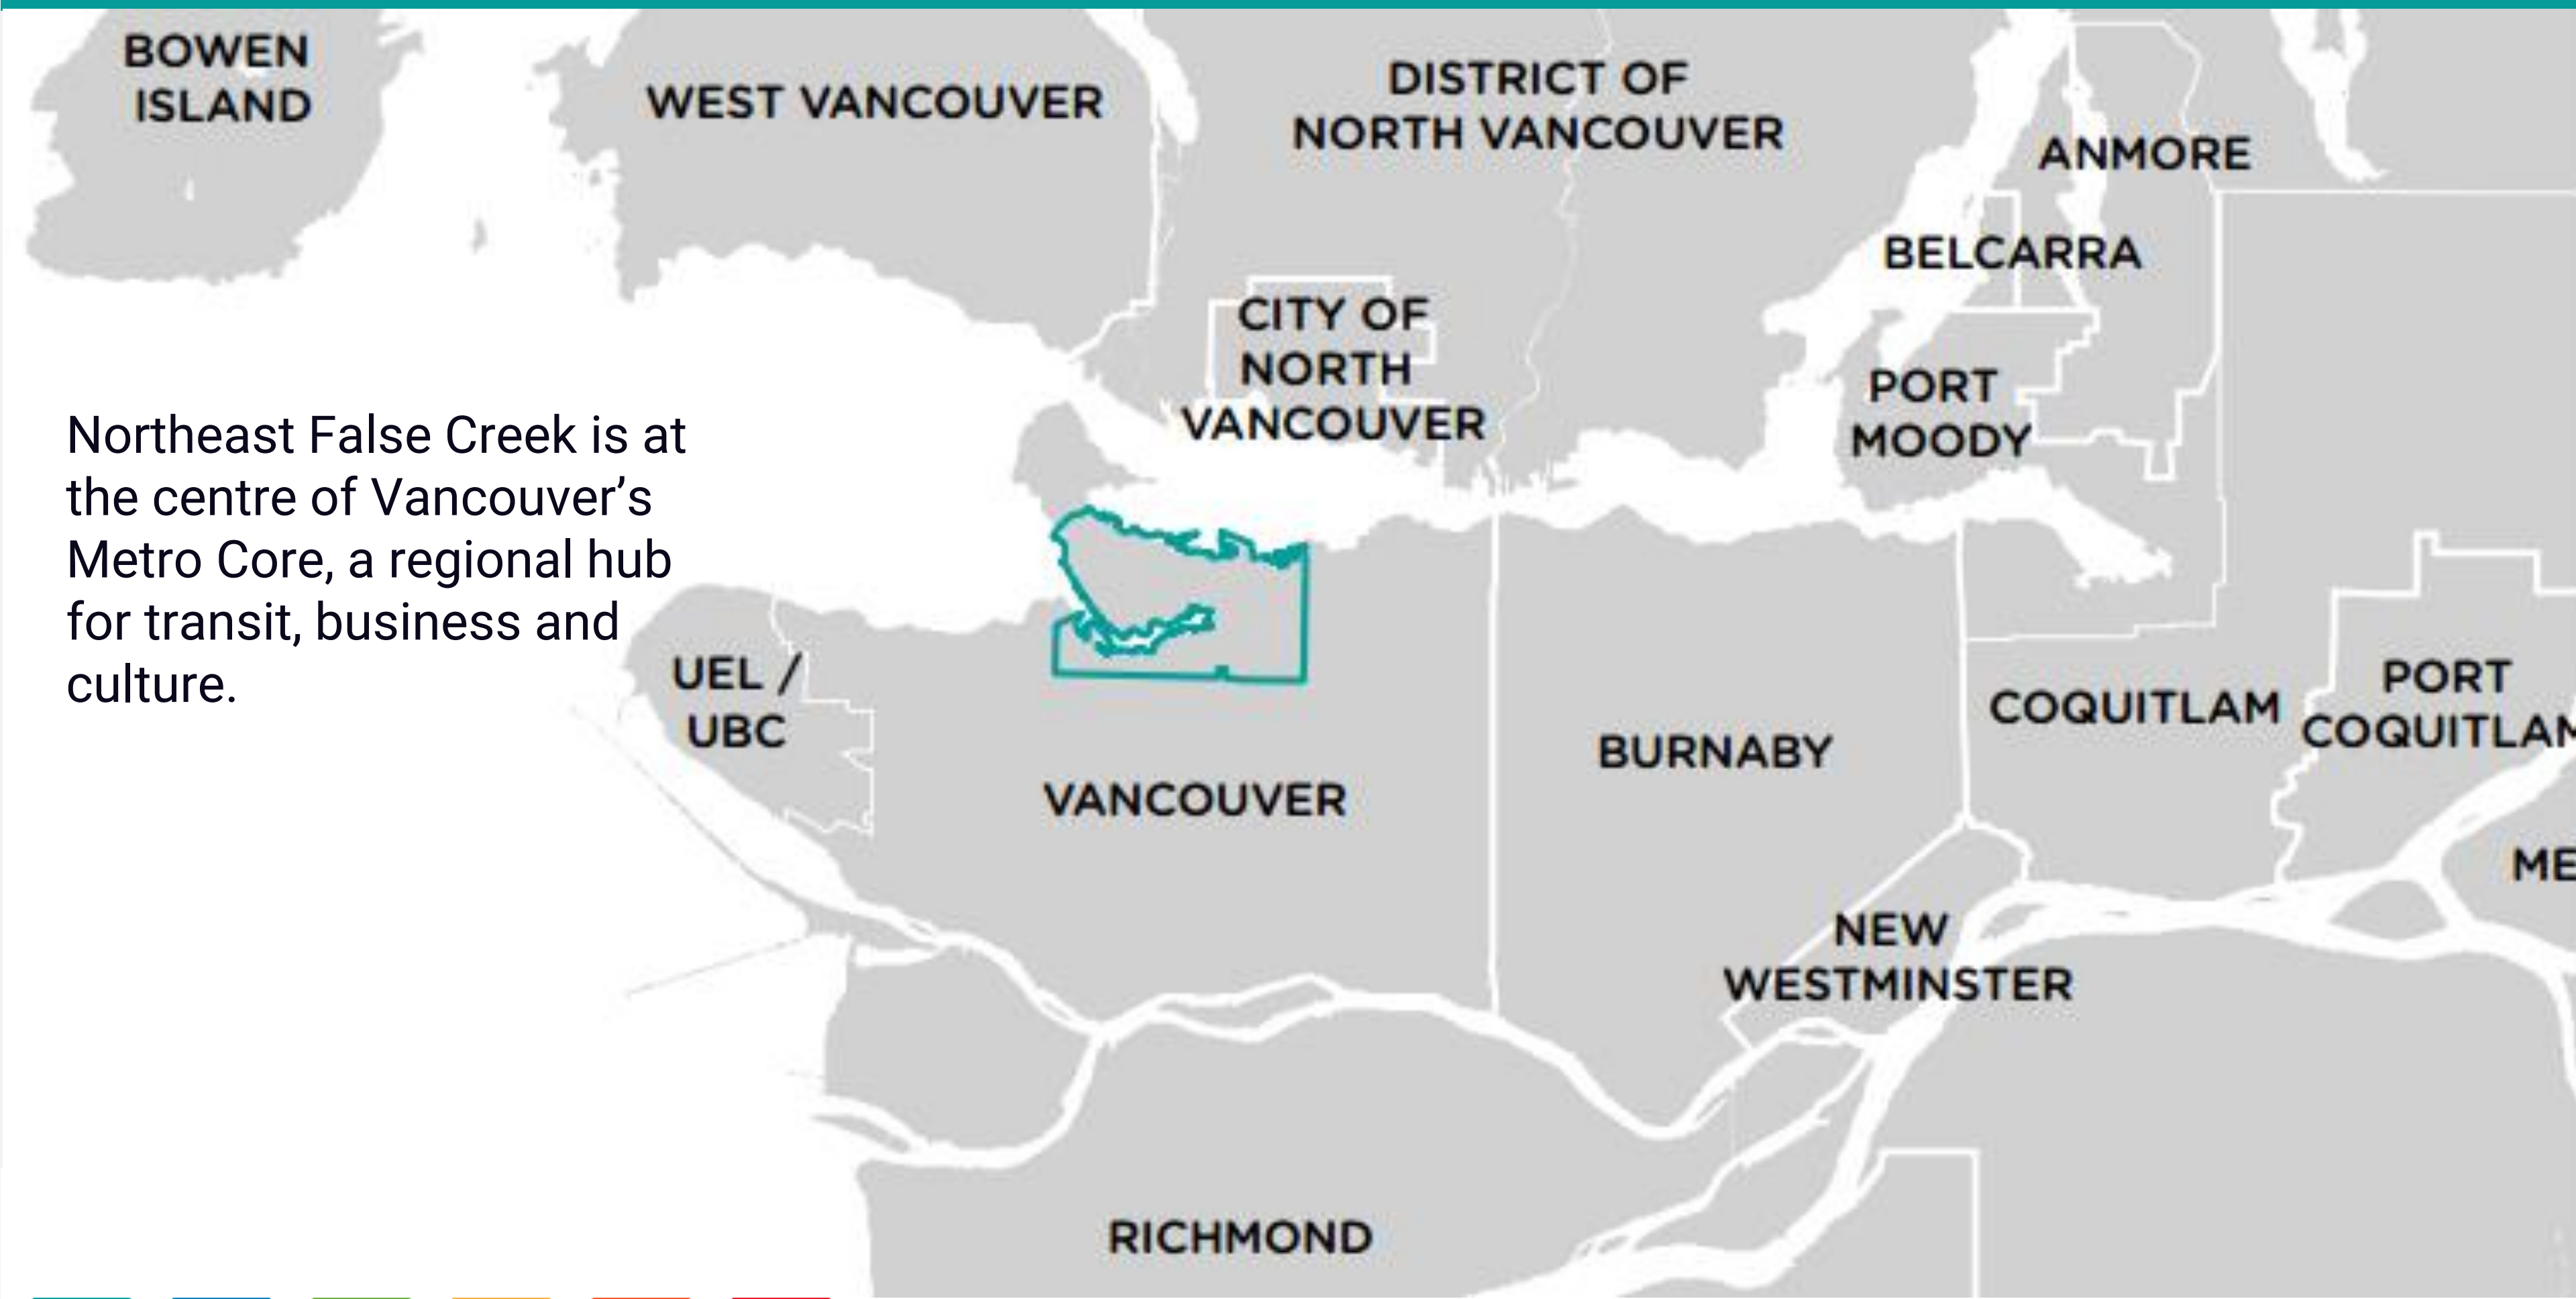 BOWEN
ISLAND
WEST VANCOUVER
DISTRICT OF
NORTH VANCOUVER
ANMORE
BELCARRA
CITY OF
NORTH
VANCOUVER
PORT
MOODY
Northeast False Creek is at
the centre of Vancouver’s
Metro Core, a regional hub
for transit, business and
culture.
UEL /
UBC
VANCOUVER
BURNABY
COQUITLAM
PORT
COQUITLAM
ME
NEW
WESTMINSTER
RICHMOND